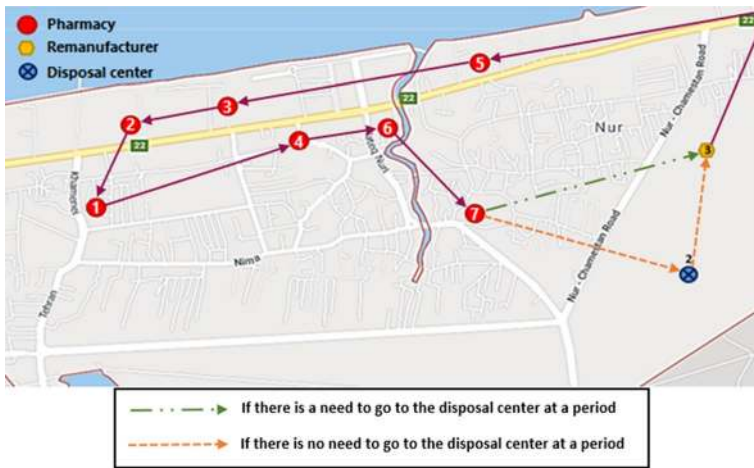 Pharmacy
Remanufacturer
Disposal center
22
5
3
2
22
4
6
22
Nur
Nur - Chamestan Road
3
1
7
Nima
2
Nur - Chamestan Road
Tehran
If there is a need to go to the disposal center at a period
If there is no need to go to the disposal center at a period